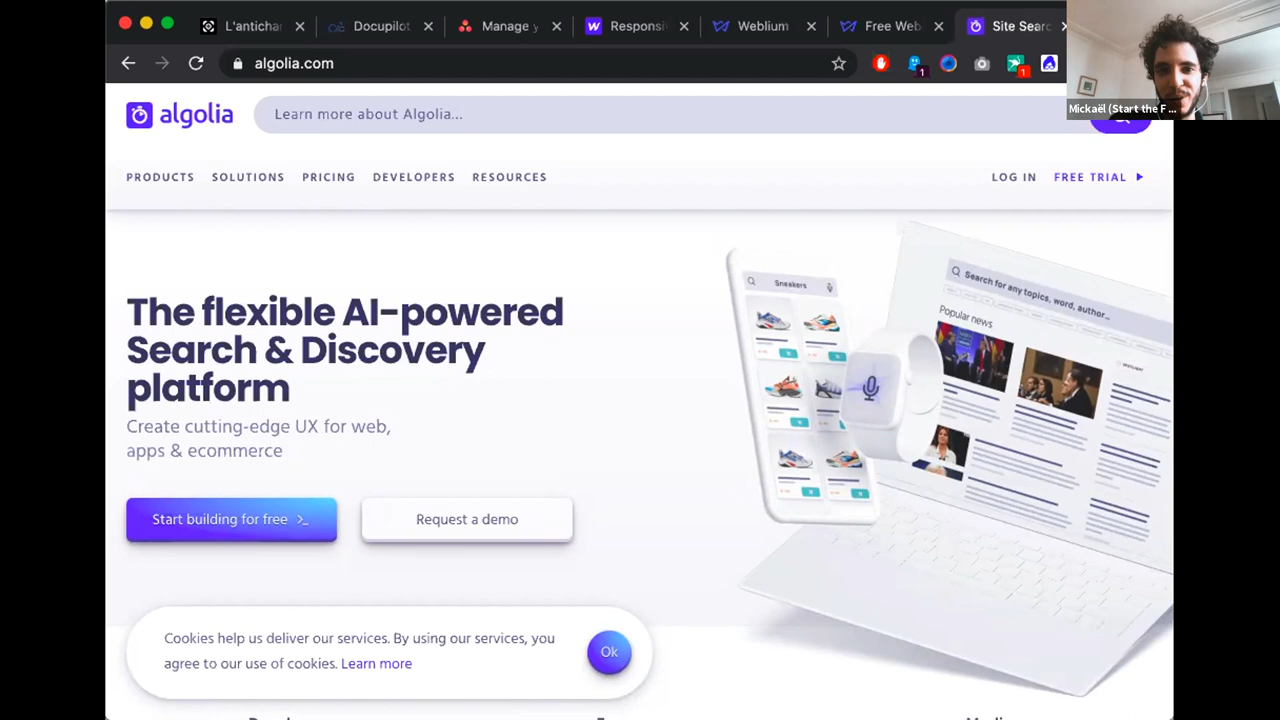 L'antichar
Docupilot
Manage y
Responsi
Weblium
Free Web
Site Searc
algolia.com
1
1
Mickaël (Start the F ...
algolia
Learn more about Algolia...
PRODUCTS
SOLUTIONS
PRICING
DEVELOPERS
RESOURCES
LOG IN
FREE TRIAL
The flexible AI-powered
Search & Discovery
platform
Create cutting-edge UX for web,
apps & ecommerce
Start building for free >_
Request a demo
Sneakers
Search for any topics, word, author...
Popular news
SPOTLIGHT
Cookies help us deliver our services. By using our services, you
agree to our use of cookies. Learn more
Ok